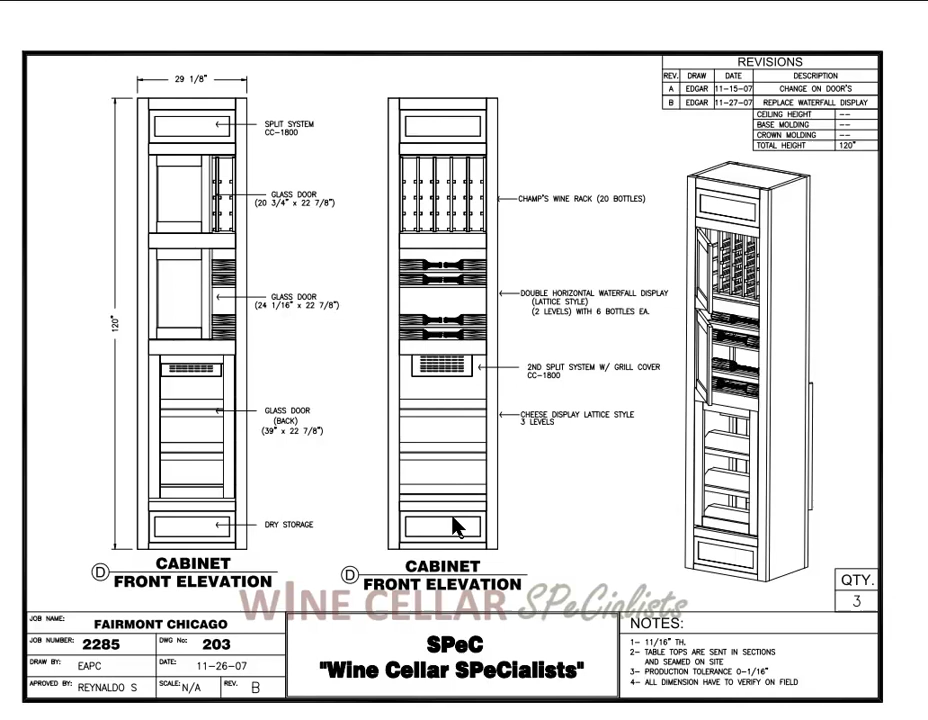 REVISIONS
REV. DRAW DATE DESCRIPTION
A EDGAR 11-15-07 CHANGE ON DOOR'S
B EDGAR 11-27-07 REPLACE WATERFALL DISPLAY
CEILING HEIGHT --
BASE MOLDING --
CROWN MOLDING --
TOTAL HEIGHT 120"
29 1/8"
120"
SPLIT SYSTEM
CC-1800
GLASS DOOR
(20 3/4" x 22 7/8")
GLASS DOOR
(24 1/16" x 22 7/8")
GLASS DOOR
(BACK)
(39" x 22 7/8")
DRY STORAGE
D CABINET
FRONT ELEVATION
CHAMP'S WINE RACK (20 BOTTLES)
DOUBLE HORIZONTAL WATERFALL DISPLAY
(LATTICE STYLE)
(2 LEVELS) WITH 6 BOTTLES EA.
2ND SPLIT SYSTEM W/ GRILL COVER
CC-1800
CHEESE DISPLAY LATTICE STYLE
3 LEVELS
D CABINET
FRONT ELEVATION
QTY.
3
WINE CELLAR SPeCialists
JOB NAME: FAIRMONT CHICAGO
JOB NUMBER: 2285 DWG No: 203
DRAW BY: EAPC DATE: 11-26-07
APPROVED BY: REYNALDO S SCALE: N/A REV. B
SPeC
"Wine Cellar SPeCialists"
NOTES:
1- 11/16" TH.
2- TABLE TOPS ARE SENT IN SECTIONS
AND SEAMED ON SITE
3- PRODUCTION TOLERANCE 0-1/16"
4- ALL DIMENSION HAVE TO VERIFY ON FIELD